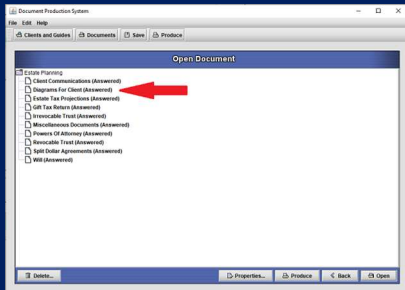 Document Production System
File Edit Help
Clients and Guides Documents Save Produce
Open Document
Estate Planning
Client Communications (Answered)
Diagrams For Client (Answered)
Estate Tax Projections (Answered)
Gift Tax Return (Answered)
Irrevocable Trust (Answered)
Miscellaneous Documents (Answered)
Powers Of Attorney (Answered)
Revocable Trust (Answered)
Split Dollar Agreements (Answered)
Will (Answered)
Delete... Properties... Produce Back Open